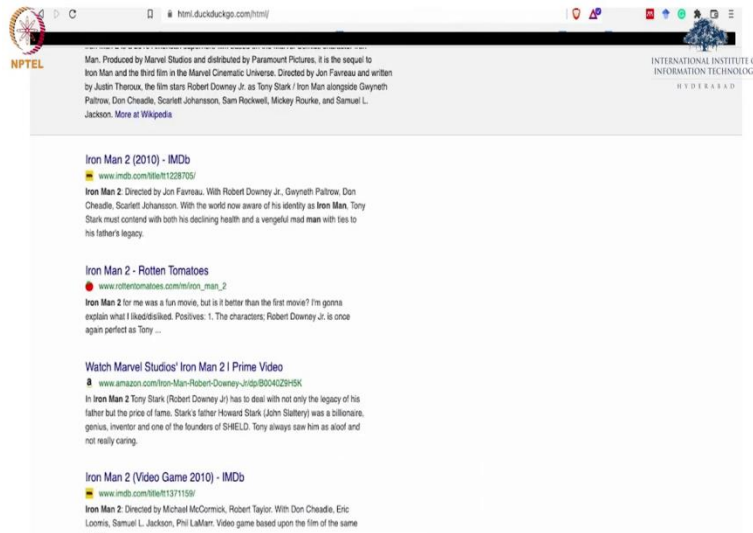 html.duckduckgo.com/html/
NPTEL
INTERNATIONAL INSTITUTE O
INFORMATION TECHNOLOG
HYDERABAD
Man. Produced by Marvel Studios and distributed by Paramount Pictures, it is the sequel to
Iron Man and the third film in the Marvel Cinematic Universe. Directed by Jon Favreau and written
by Justin Theroux, the film stars Robert Downey Jr. as Tony Stark / Iron Man alongside Gwyneth
Paltrow, Don Cheadle, Scarlett Johansson, Sam Rockwell, Mickey Rourke, and Samuel L.
Jackson. More at Wikipedia
Iron Man 2 (2010) - IMDb
www.imdb.com/title/tt1228705/
Iron Man 2: Directed by Jon Favreau. With Robert Downey Jr., Gwyneth Paltrow, Don
Cheadle, Scarlett Johansson. With the world now aware of his identity as Iron Man, Tony
Stark must contend with both his declining health and a vengeful mad man with ties to
his father's legacy.
Iron Man 2 - Rotten Tomatoes
www.rottentomatoes.com/m/iron_man_2
Iron Man 2 for me was a fun movie, but is it better than the first movie? I'm gonna
explain what I liked/disliked. Positives: 1. The characters; Robert Downey Jr. is once
again perfect as Tony ...
Watch Marvel Studios' Iron Man 2 | Prime Video
www.amazon.com/Iron-Man-Robert-Downey-Jr/dp/B0040Z9H5K
In Iron Man 2 Tony Stark (Robert Downey Jr) has to deal with not only the legacy of his
father but the price of fame. Stark's father Howard Stark (John Slattery) was a billionaire,
genius, inventor and one of the founders of SHIELD. Tony always saw him as aloof and
not really caring.
Iron Man 2 (Video Game 2010) - IMDb
www.imdb.com/title/tt1371159/
Iron Man 2: Directed by Michael McCormick, Robert Taylor. With Don Cheadle, Eric
Loomis, Samuel L. Jackson, Phil LaMarr. Video game based upon the film of the same